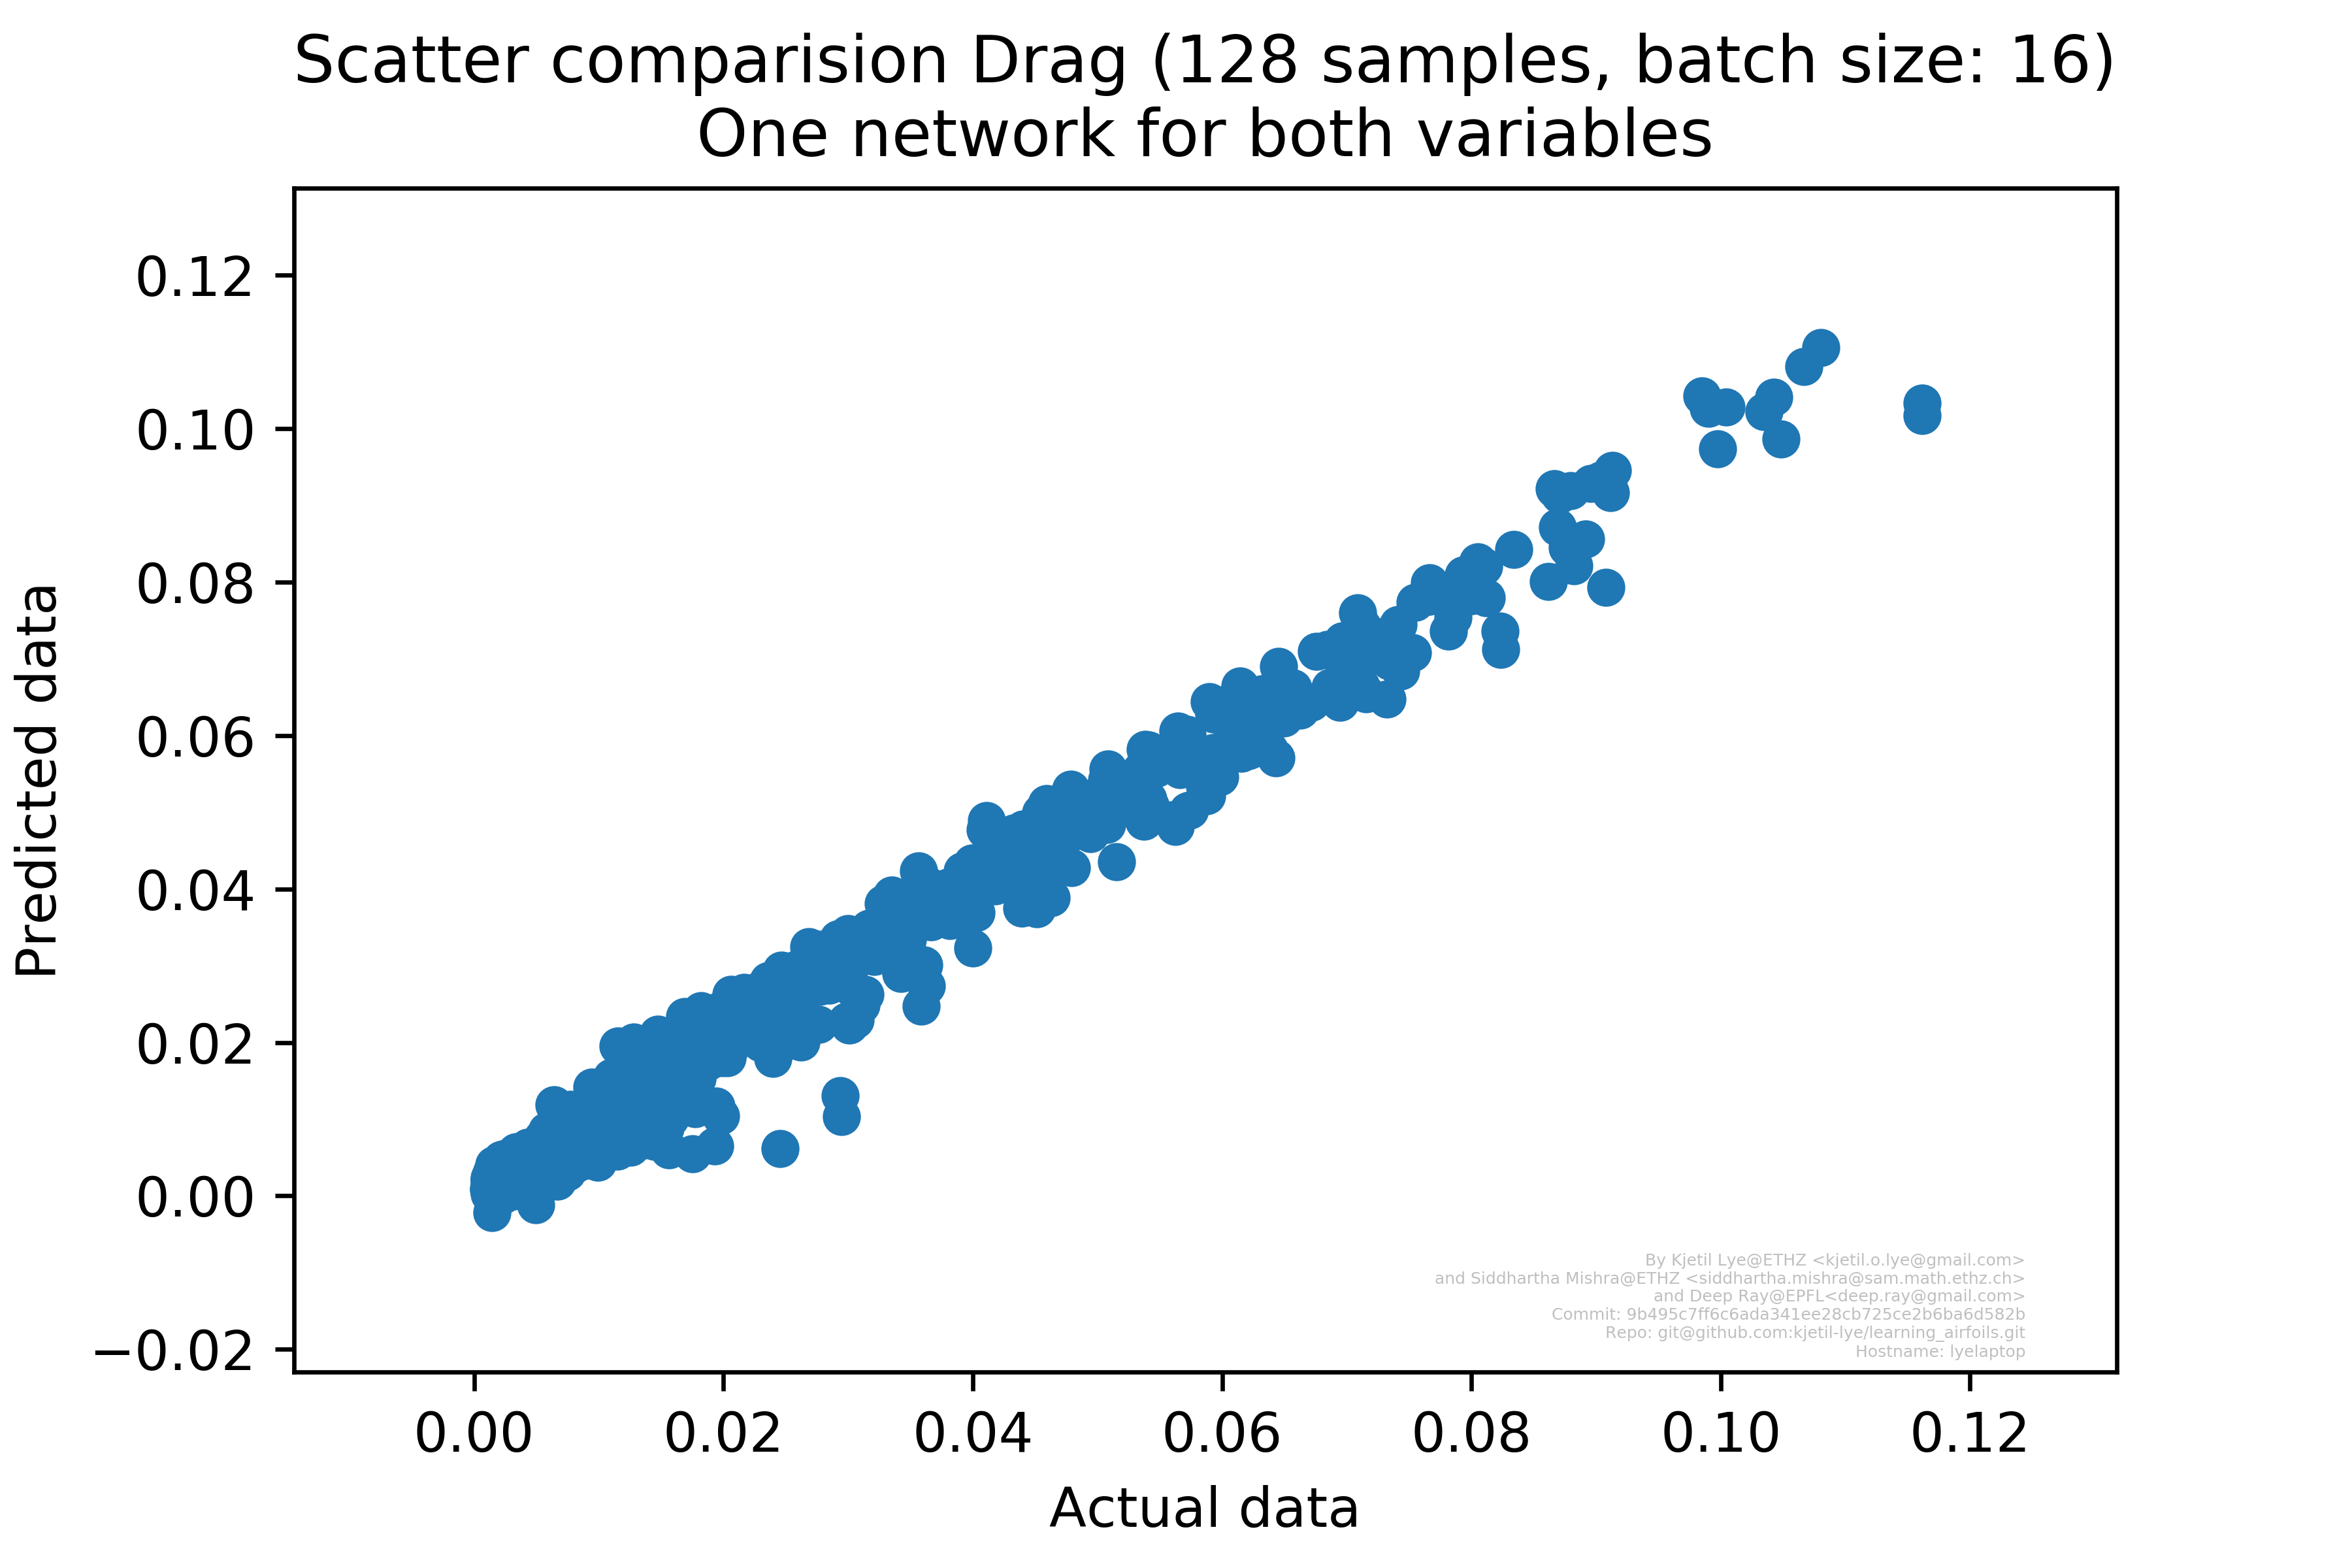 Scatter comparision Drag (128 samples, batch size: 16)
One network for both variables
0.12
0.10
0.08
0.06
0.04
0.02
0.00
−0.02
Predicted data
0.00 0.02 0.04 0.06 0.08 0.10 0.12
Actual data
By Kjetil Lye@ETHZ <kjetil.o.lye@gmail.com>
and Siddhartha Mishra@ETHZ <siddhartha.mishra@sam.math.ethz.ch>
and Deep Ray@EPFL<deep.ray@gmail.com>
Commit: 9b495c7ff6c6ada341ee28cb725ce2b6ba6d582b
Repo: git@github.com:kjetil-lye/learning_airfoils.git
Hostname: lyelaptop